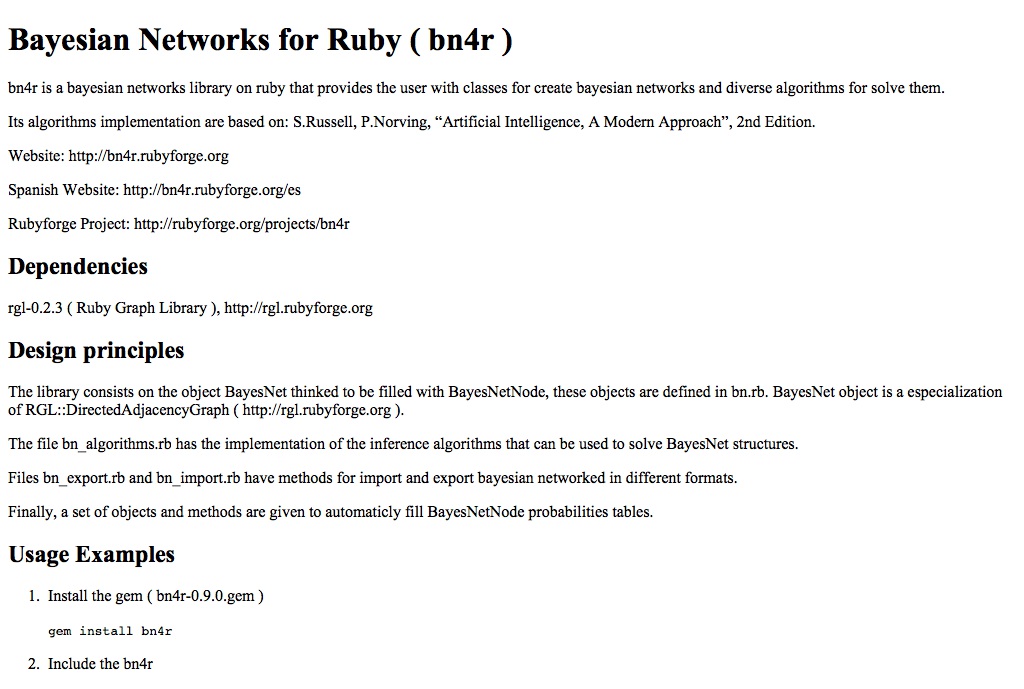 Bayesian Networks for Ruby ( bn4r )
bn4r is a bayesian networks library on ruby that provides the user with classes for create bayesian networks and diverse algorithms for solve them.
Its algorithms implementation are based on: S.Russell, P.Norving, “Artificial Intelligence, A Modern Approach”, 2nd Edition.
Website: http://bn4r.rubyforge.org
Spanish Website: http://bn4r.rubyforge.org/es
Rubyforge Project: http://rubyforge.org/projects/bn4r
Dependencies
rgl-0.2.3 ( Ruby Graph Library ), http://rgl.rubyforge.org
Design principles
The library consists on the object BayesNet thinked to be filled with BayesNetNode, these objects are defined in bn.rb. BayesNet object is a especialization
of RGL::DirectedAdjacencyGraph ( http://rgl.rubyforge.org ).
The file bn_algorithms.rb has the implementation of the inference algorithms that can be used to solve BayesNet structures.
Files bn_export.rb and bn_import.rb have methods for import and export bayesian networked in different formats.
Finally, a set of objects and methods are given to automaticly fill BayesNetNode probabilities tables.
Usage Examples
1. Install the gem ( bn4r-0.9.0.gem )
gem install bn4r
2. Include the bn4r